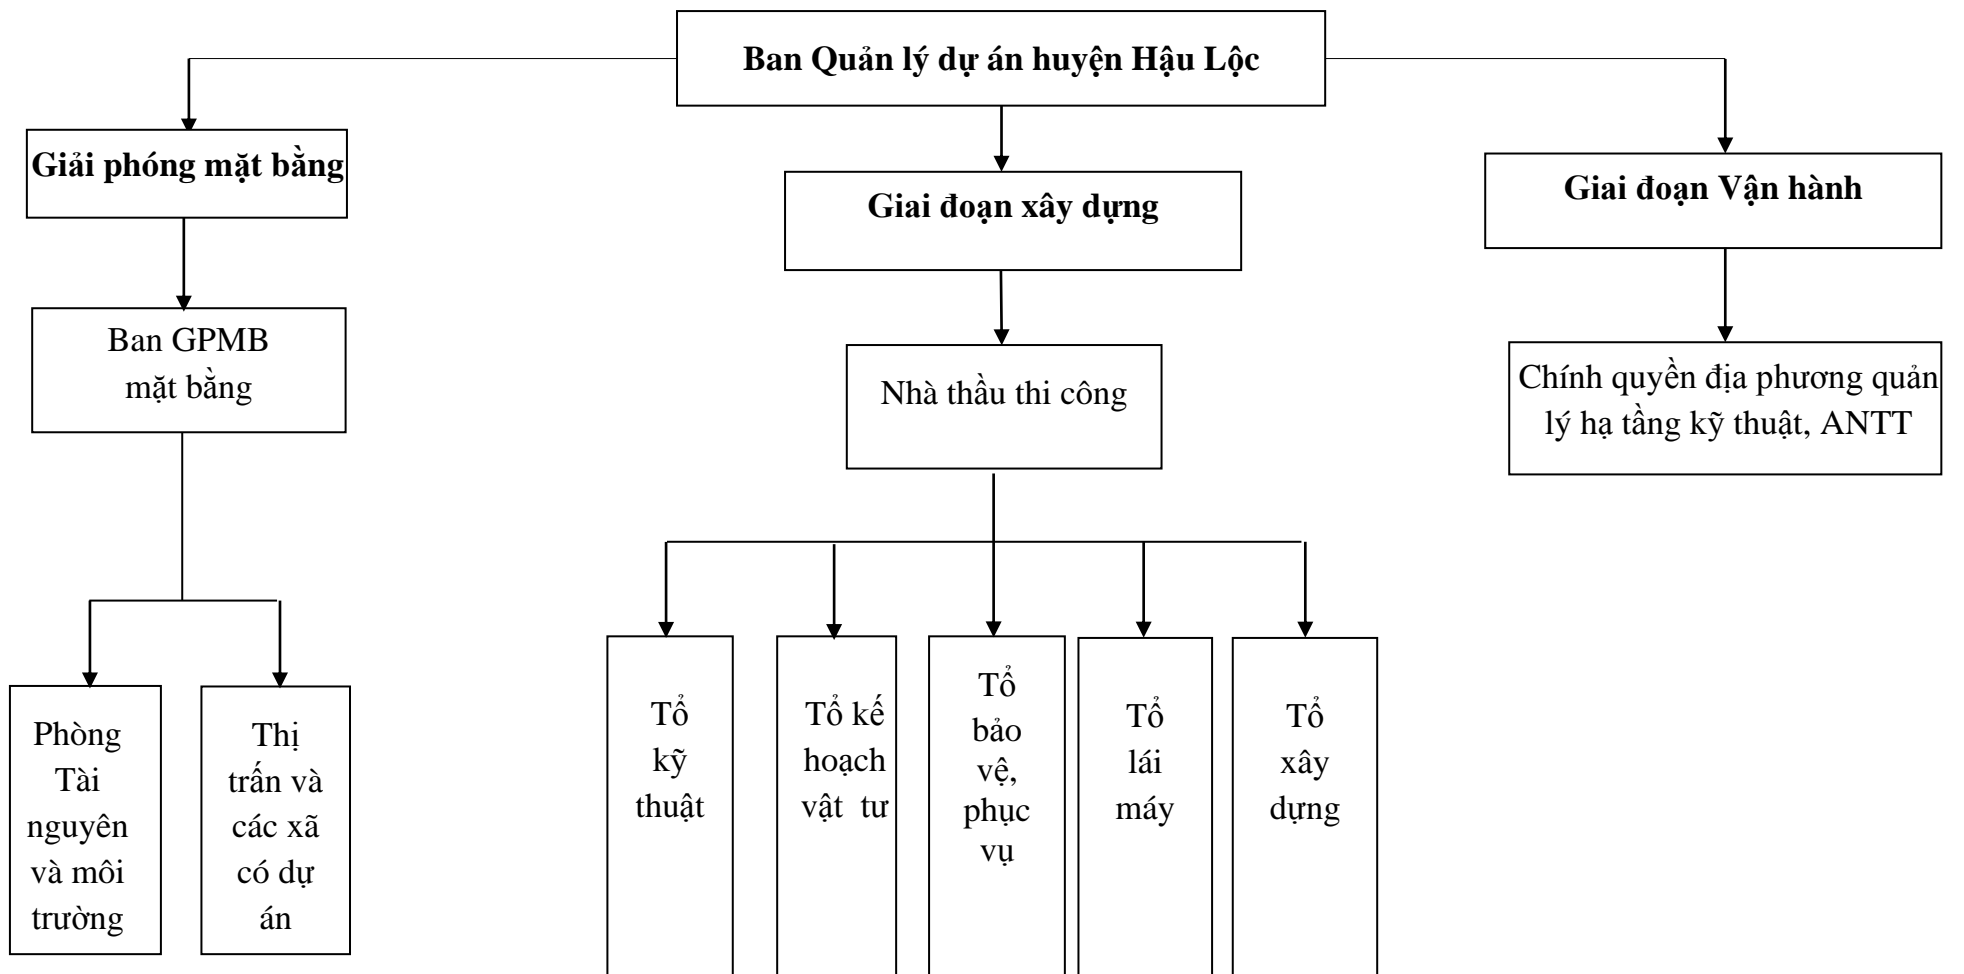 Ban Quản lý dự án huyện Hậu Lộc
Giải phóng mặt bằng
Giai đoạn xây dựng
Giai đoạn Vận hành
Ban GPMB
mặt bằng
Nhà thầu thi công
Chính quyền địa phương quản
lý hạ tầng kỹ thuật, ANTT
Phòng
Tài
nguyên
và môi
trường
Thị
trấn và
các xã
có dự
án
Tổ
kỹ
thuật
Tổ kế
hoạch
vật tư
Tổ
bảo
vệ,
phục
vụ
Tổ
lái
máy
Tổ
xây
dựng